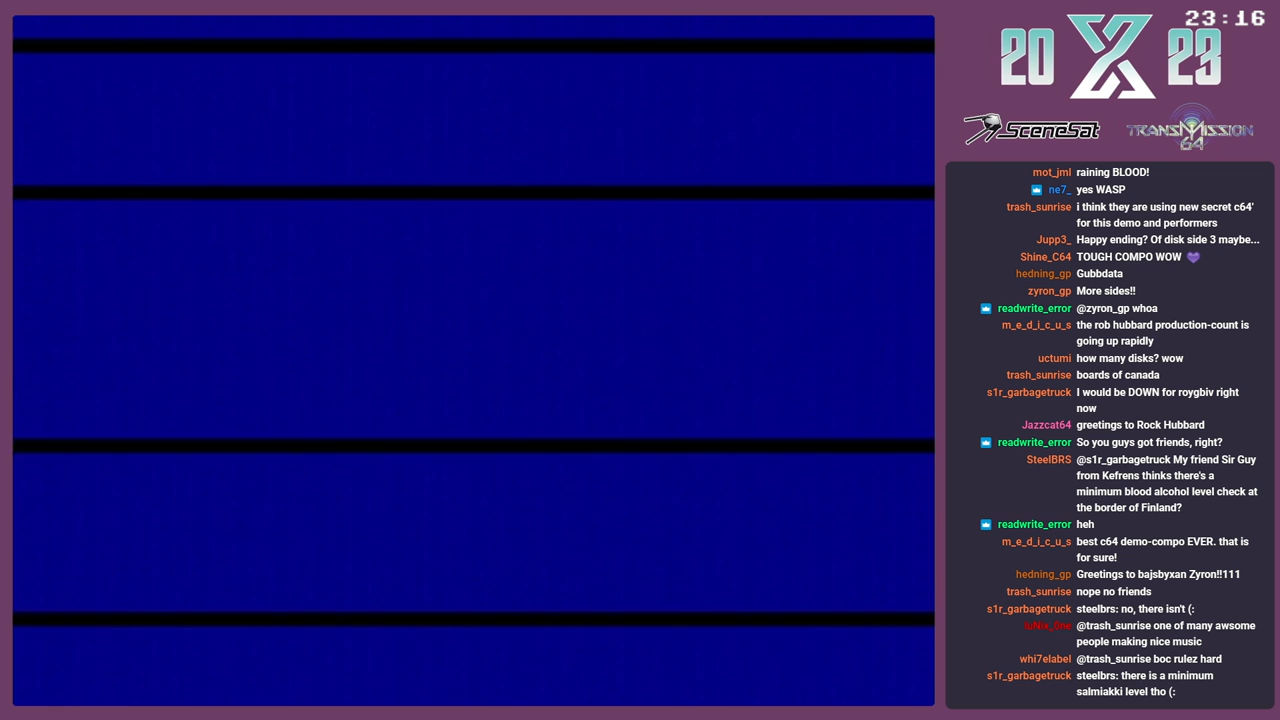 23:16
20 X 23
SceneSat
TRANSMISSION
64
mot_jml raining BLOOD!
ne7_ yes WASP
trash_sunrise i think they are using new secret c64'
for this demo and performers
Jupp3_ Happy ending? Of disk side 3 maybe...
Shine_C64 TOUGH COMPO WOW 💜
hedning_gp Gubbdata
zyron_gp More sides!!
readwrite_error @zyron_gp whoa
m_e_d_i_c_u_s the rob hubbard production-count is
going up rapidly
uctumi how many disks? wow
trash_sunrise boards of canada
s1r_garbagetruck I would be DOWN for roygbiv right
now
Jazzcat64 greetings to Rock Hubbard
readwrite_error So you guys got friends, right?
SteelBRS @s1r_garbagetruck My friend Sir Guy
from Kefrens thinks there's a
minimum blood alcohol level check at
the border of Finland?
readwrite_error heh
m_e_d_i_c_u_s best c64 demo-compo EVER. that is
for sure!
hedning_gp Greetings to bajsbyxan Zyron!!111
trash_sunrise nope no friends
s1r_garbagetruck steelbrs: no, there isn't (:
@trash_sunrise one of many awsome
people making nice music
whi7elabel @trash_sunrise boc rulez hard
s1r_garbagetruck steelbrs: there is a minimum
salmiakki level tho (: